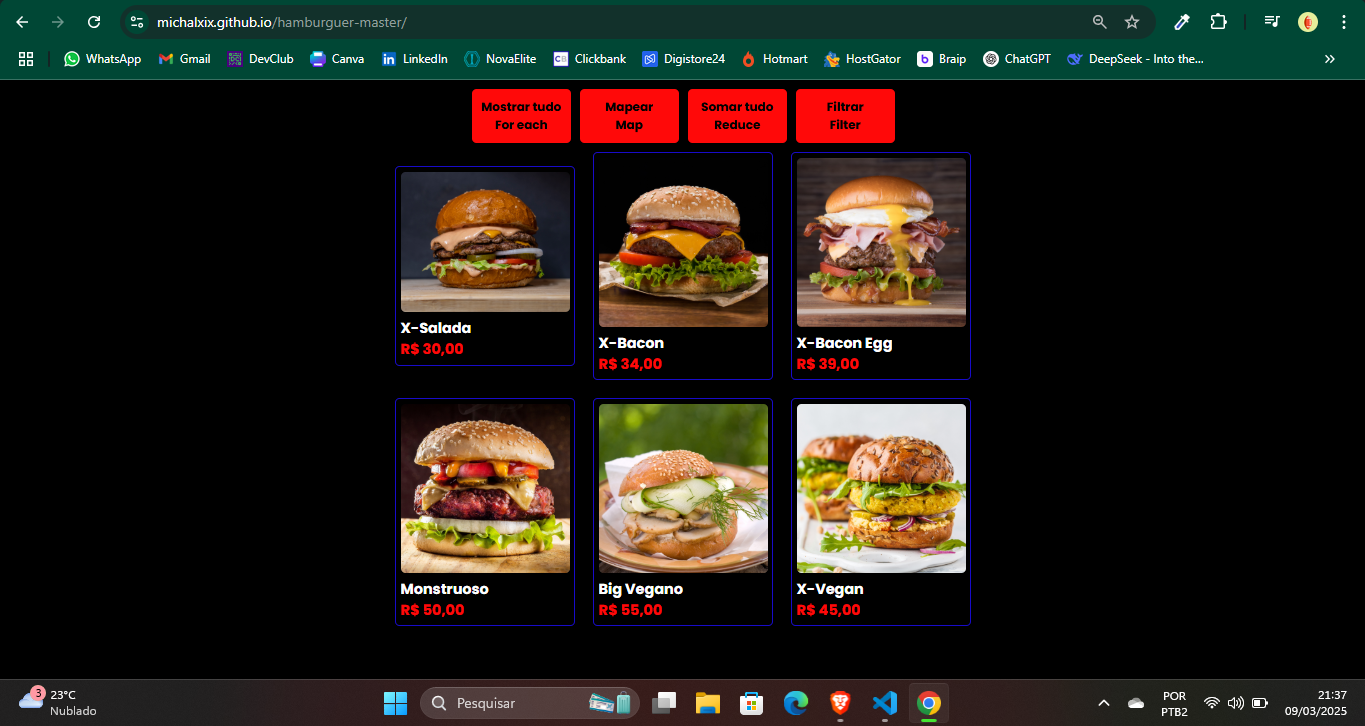 michalxix.github.io/hamburguer-master/
WhatsApp
Gmail
DevClub
Canva
LinkedIn
NovaElite
CB
Clickbank
Digistore24
Hotmart
HostGator
b
Braip
ChatGPT
DeepSeek - Into the...
»
Mostrar tudo
For each
Mapear
Map
Somar tudo
Reduce
Filtrar
Filter
X-Salada
R$ 30,00
X-Bacon
R$ 34,00
X-Bacon Egg
R$ 39,00
Monstruoso
R$ 50,00
Big Vegano
R$ 55,00
X-Vegan
R$ 45,00
3
23°C
Nublado
Pesquisar
POR
PTB2
21:37
09/03/2025